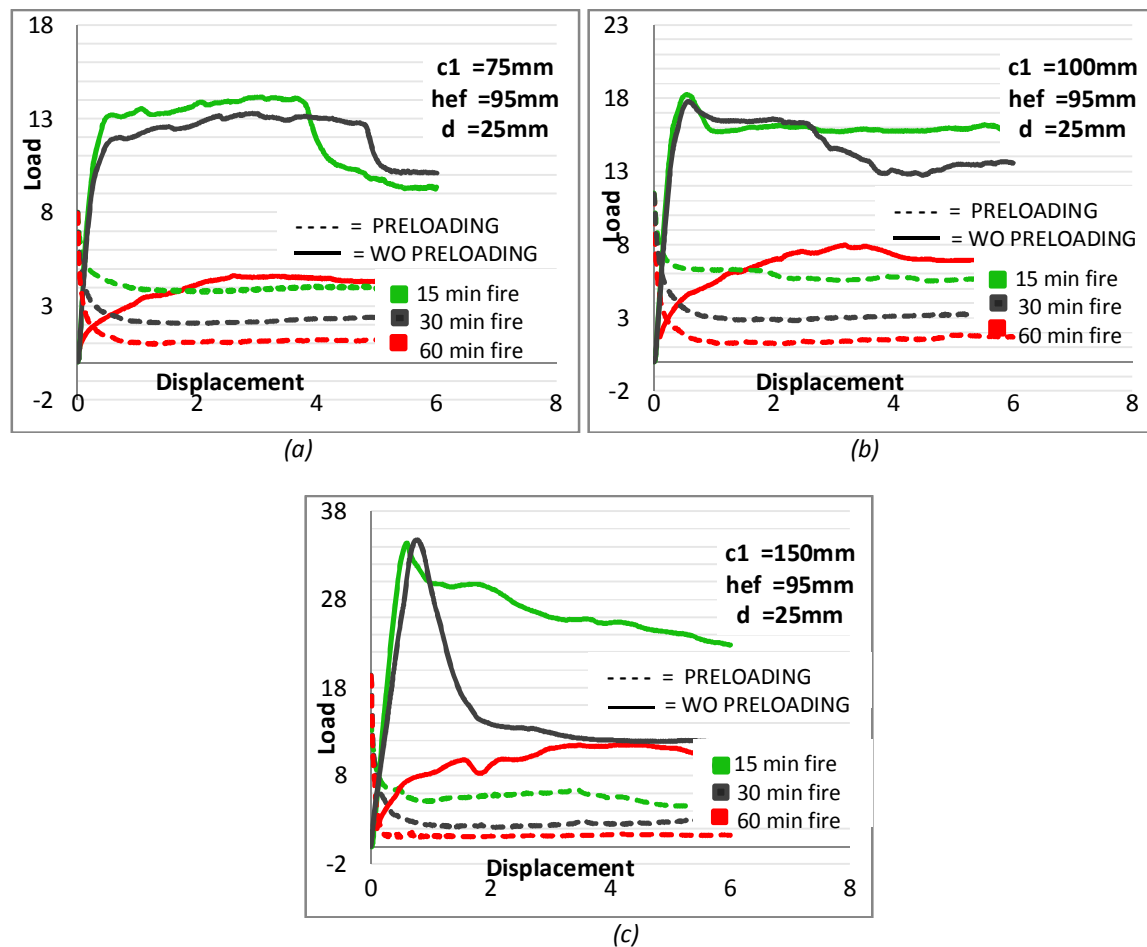 18
13
8
3
-2
Load
c1 =75mm
hef =95mm
d =25mm
= PRELOADING
= WO PRELOADING
15 min fire
30 min fire
60 min fire
Displacement
0 2 4 6 8
(a)
23
18
13
8
3
-2
Load
c1 =100mm
hef =95mm
d =25mm
= PRELOADING
= WO PRELOADING
15 min fire
30 min fire
60 min fire
Displacement
0 2 4 6 8
(b)
38
28
18
8
-2
Load
c1 =150mm
hef =95mm
d =25mm
= PRELOADING
= WO PRELOADING
15 min fire
30 min fire
60 min fire
Displacement
0 2 4 6 8
(c)